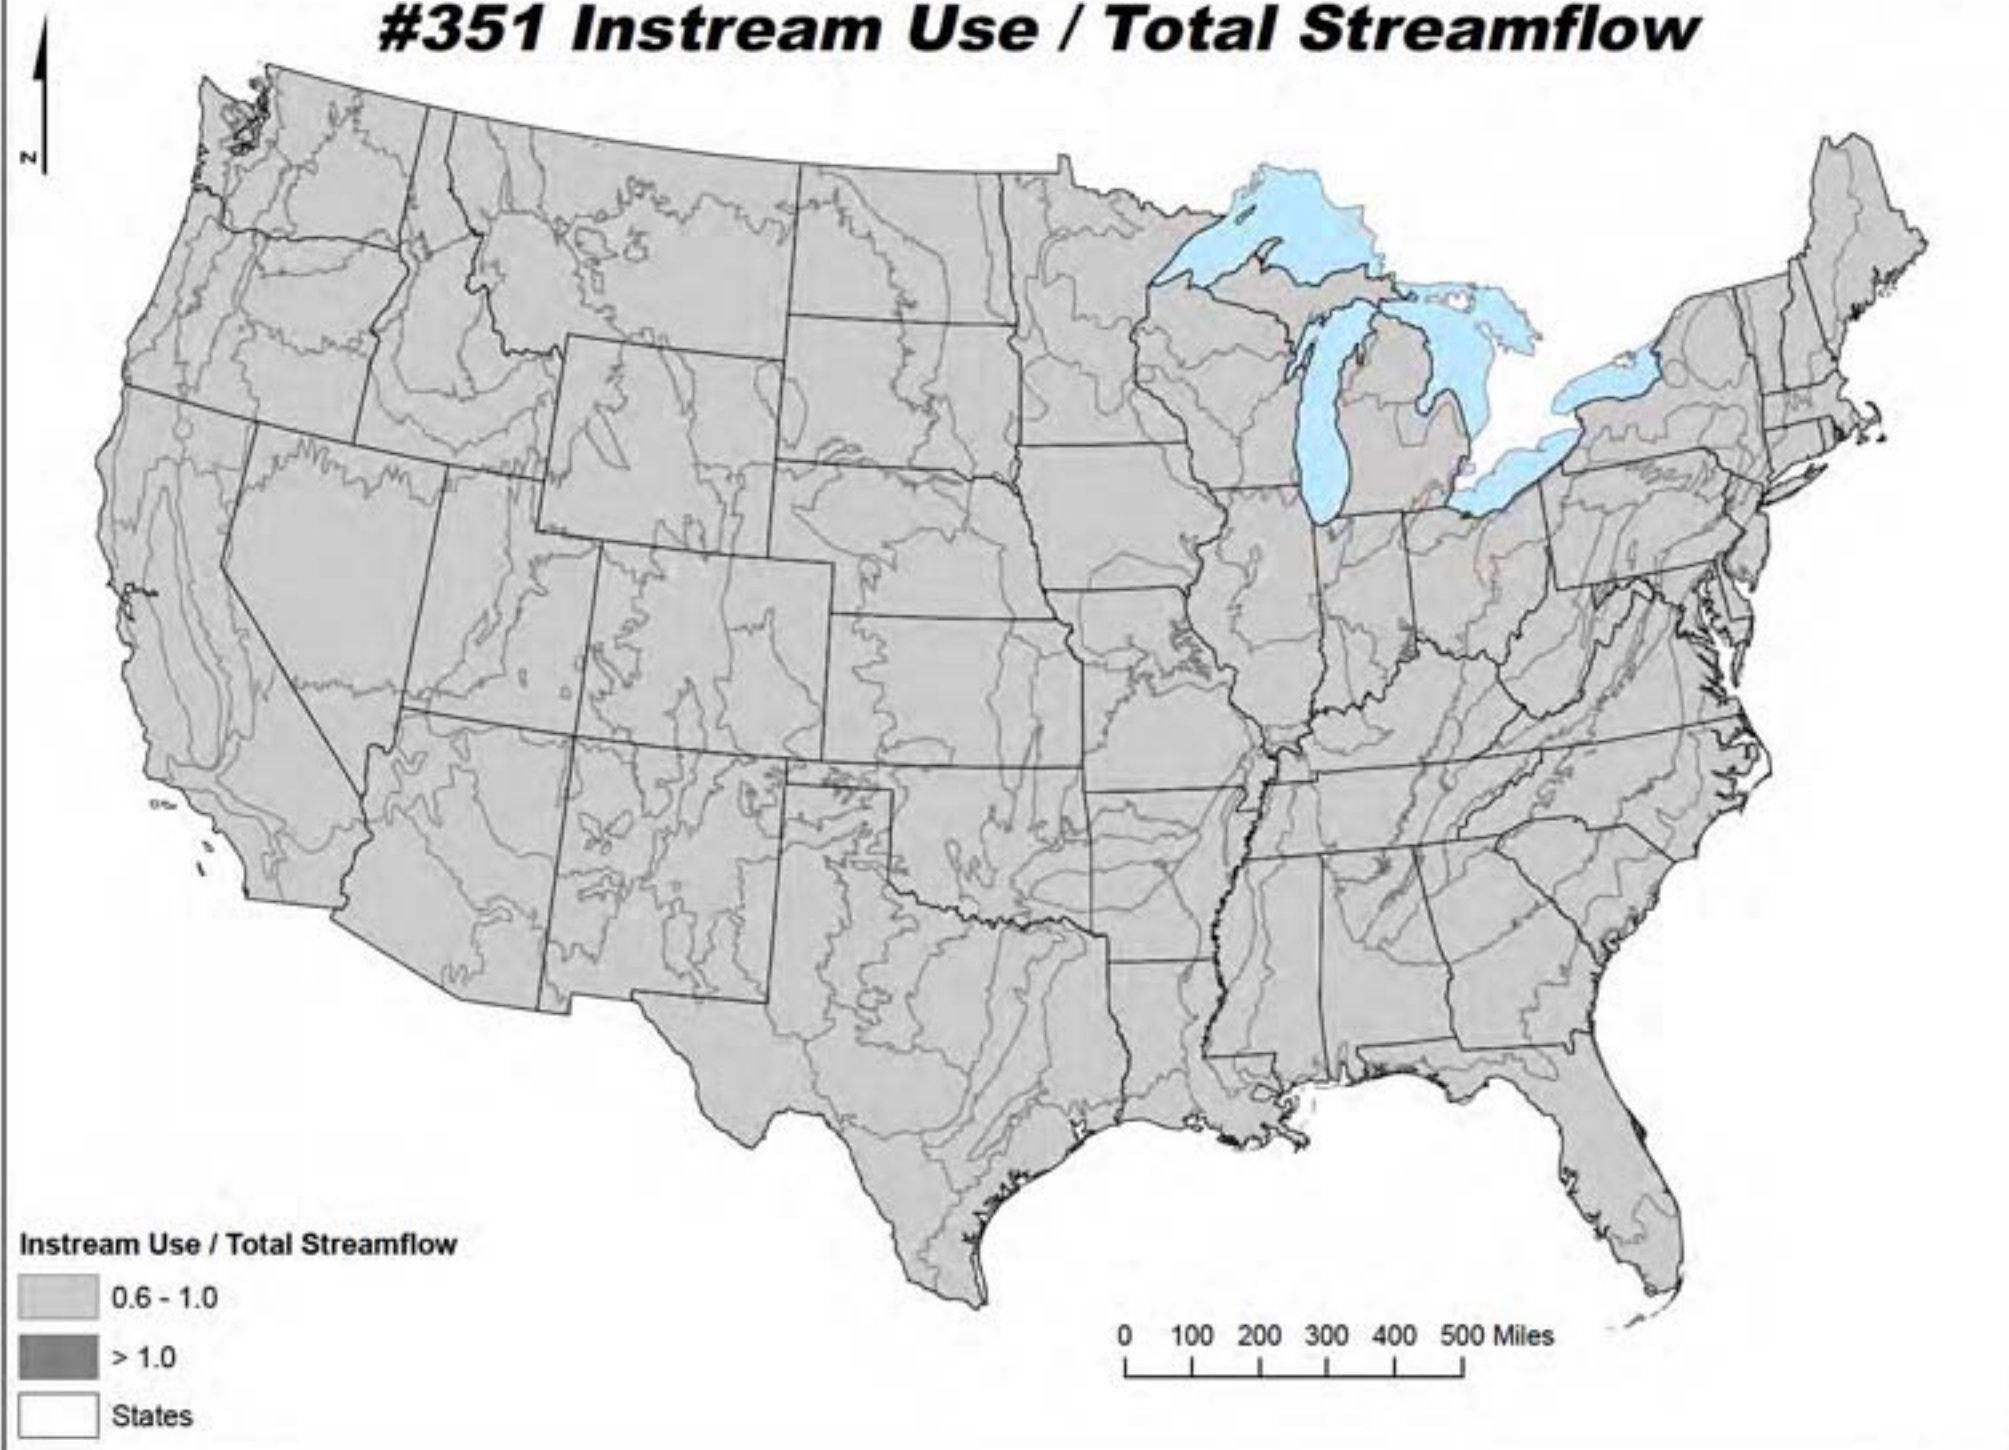 #351 Instream Use / Total Streamflow
N
Instream Use / Total Streamflow
0.6 - 1.0
> 1.0
States
0 100 200 300 400 500 Miles